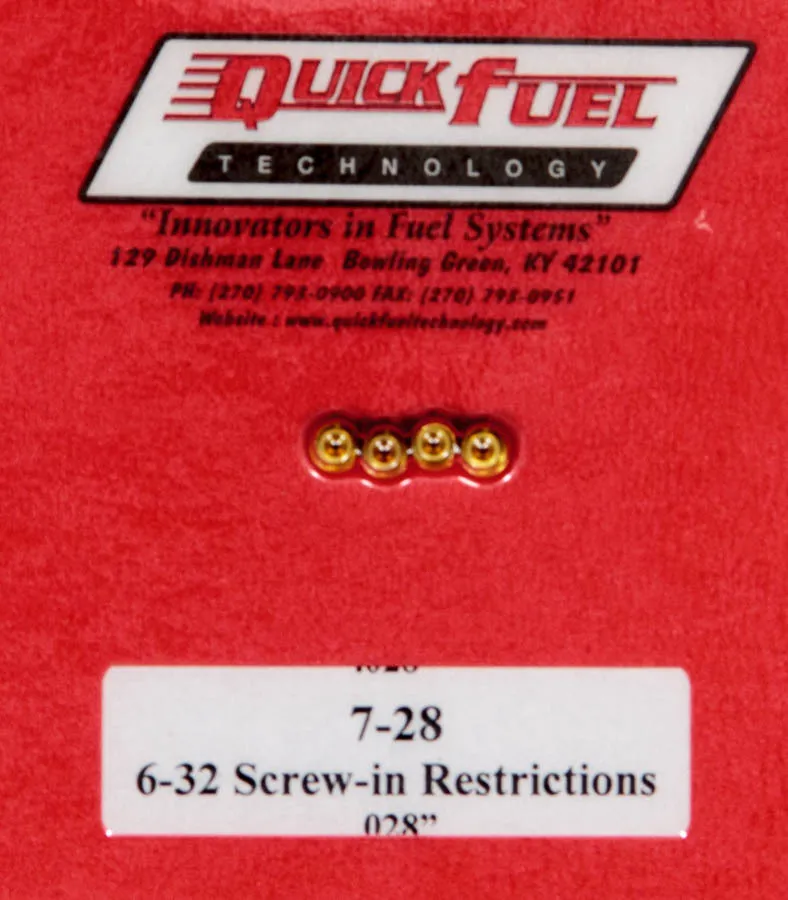 QUICK FUEL
TECHNOLOGY
“Innovators in Fuel Systems”
129 Dishman Lane Bowling Green, KY 42101
PH: (270) 793-0900 FAX: (270) 793-0951
Website : www.quickfueltechnology.com
7-28
6-32 Screw-in Restrictions
028”